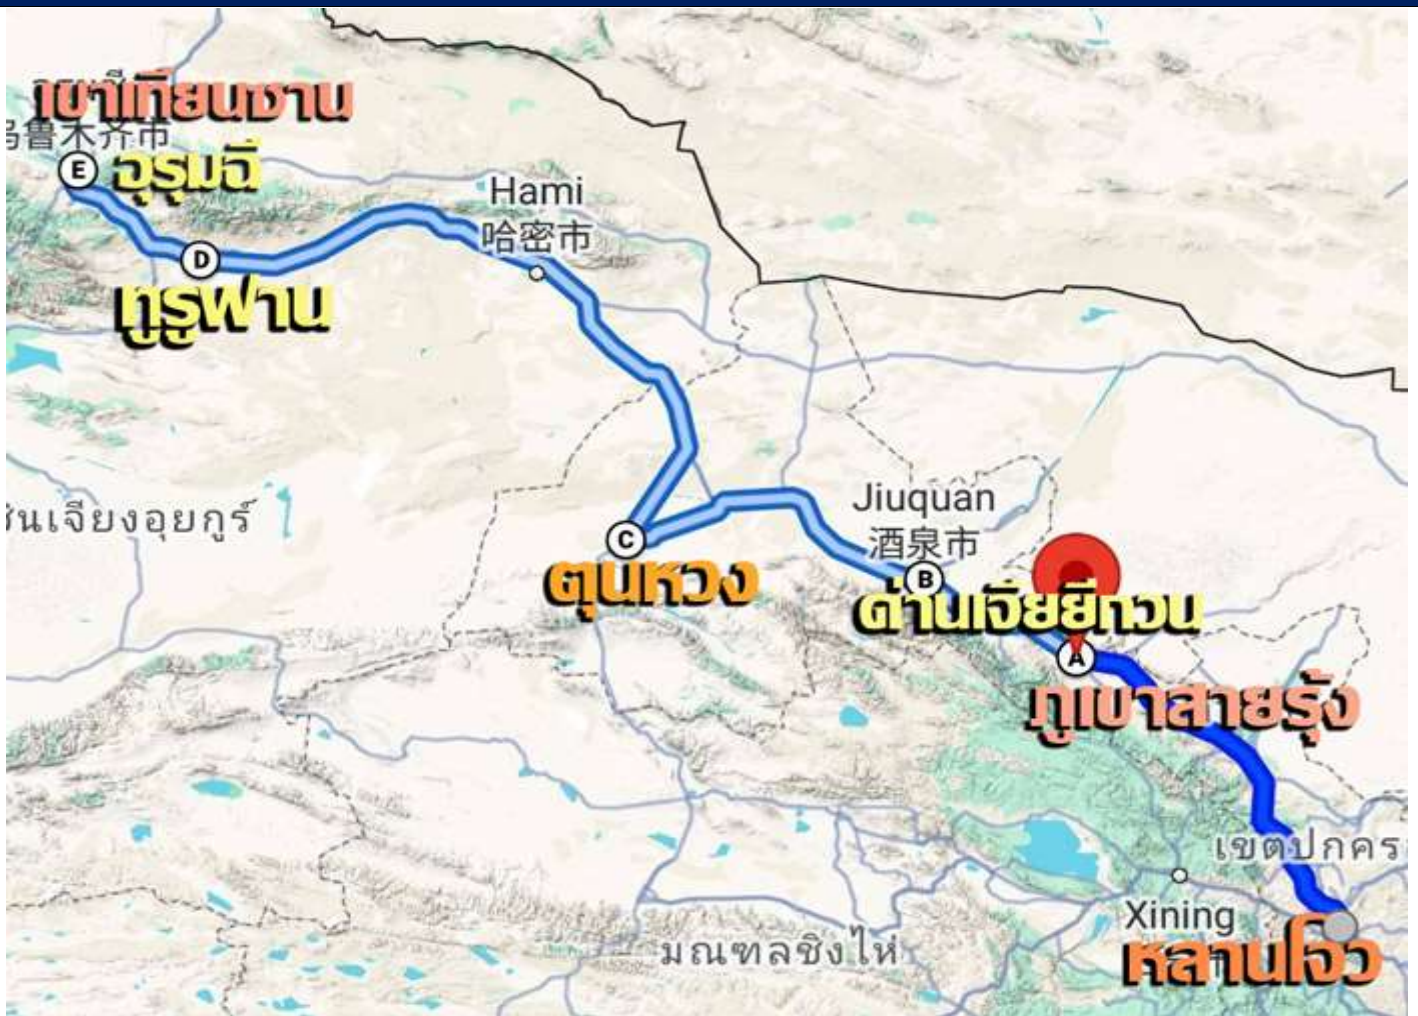 เขาเทียนซาน
乌鲁木齐市
E
อุรุมฉี
Hami
哈密市
D
ทูรูฟาน
Jiuquan
酒泉市
ซินเจียงอุยกูร์
C
ตุนหวง
B
ด่านเจียยี่กวน
A
ภูเขาสายรุ้ง
เขตปกคร
Xining
มณฑลชิงไห่
หลานโจว